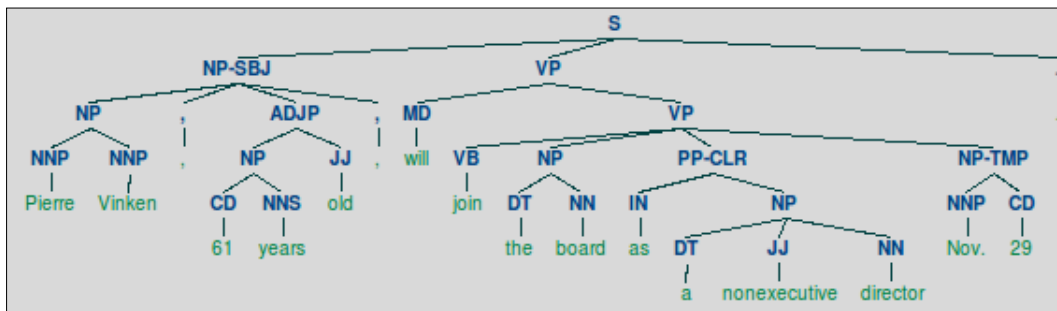 S
NP-SBJ VP .
NP , ADJP , MD VP .
NNP NNP , NP JJ , will VB NP PP-CLR NP-TMP
Pierre Vinken CD NNS old join DT NN IN NP NNP CD
61 years the board as DT JJ NN Nov. 29
a nonexecutive director